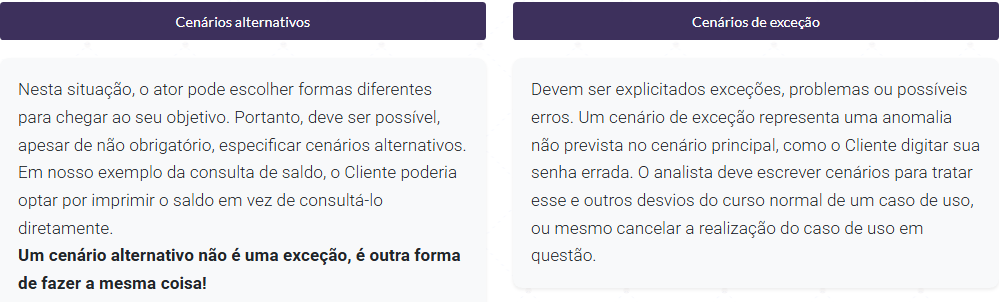 Cenários alternativos
Nesta situação, o ator pode escolher formas diferentes
para chegar ao seu objetivo. Portanto, deve ser possível,
apesar de não obrigatório, especificar cenários alternativos.
Em nosso exemplo da consulta de saldo, o Cliente poderia
optar por imprimir o saldo em vez de consultá-lo
diretamente.
Um cenário alternativo não é uma exceção, é outra forma
de fazer a mesma coisa!
Cenários de exceção
Devem ser explicitados exceções, problemas ou possíveis
erros. Um cenário de exceção representa uma anomalia
não prevista no cenário principal, como o Cliente digitar sua
senha errada. O analista deve escrever cenários para tratar
esse e outros desvios do curso normal de um caso de uso,
ou mesmo cancelar a realização do caso de uso em
questão.